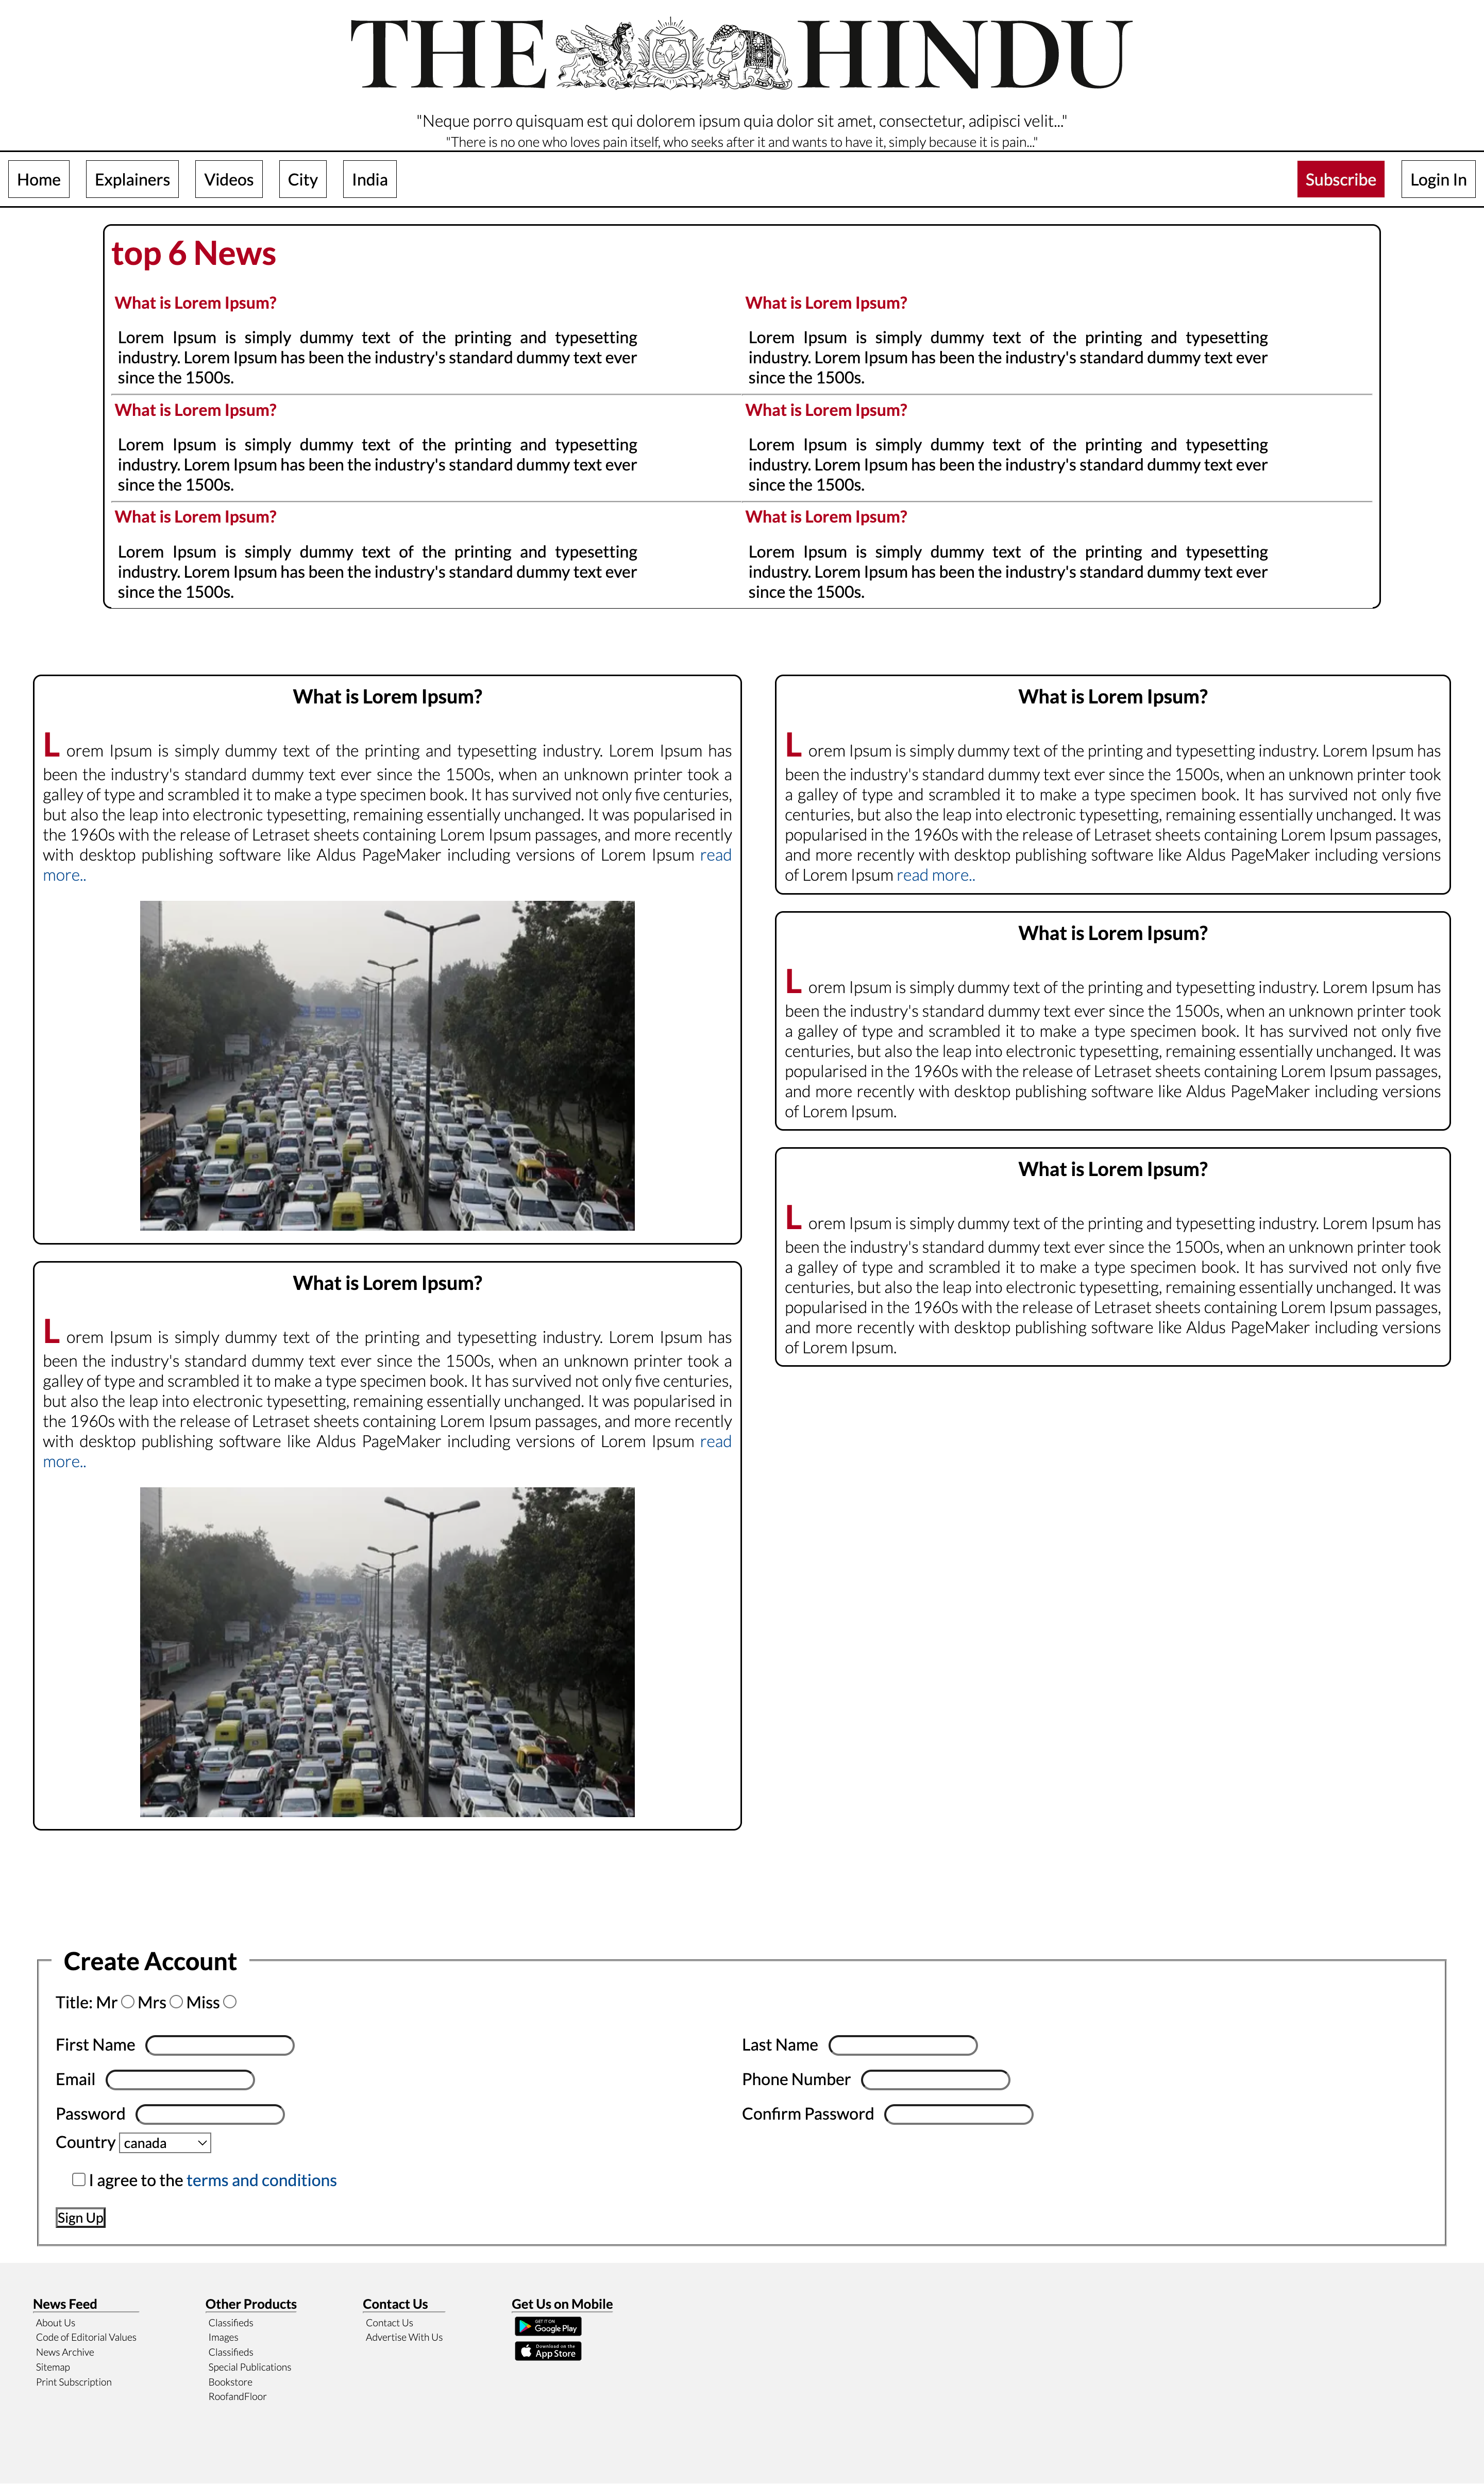 THE HINDU
"Neque porro quisquam est qui dolorem ipsum quia dolor sit amet, consectetur, adipisci velit..."
"There is no one who loves pain itself, who seeks after it and wants to have it, simply because it is pain..."
Home Explainers Videos City India Subscribe Login In
top 6 News
What is Lorem Ipsum?
Lorem Ipsum is simply dummy text of the printing and typesetting
industry. Lorem Ipsum has been the industry's standard dummy text ever
since the 1500s.
What is Lorem Ipsum?
Lorem Ipsum is simply dummy text of the printing and typesetting
industry. Lorem Ipsum has been the industry's standard dummy text ever
since the 1500s.
What is Lorem Ipsum?
Lorem Ipsum is simply dummy text of the printing and typesetting
industry. Lorem Ipsum has been the industry's standard dummy text ever
since the 1500s.
What is Lorem Ipsum?
Lorem Ipsum is simply dummy text of the printing and typesetting
industry. Lorem Ipsum has been the industry's standard dummy text ever
since the 1500s.
What is Lorem Ipsum?
Lorem Ipsum is simply dummy text of the printing and typesetting
industry. Lorem Ipsum has been the industry's standard dummy text ever
since the 1500s.
What is Lorem Ipsum?
Lorem Ipsum is simply dummy text of the printing and typesetting
industry. Lorem Ipsum has been the industry's standard dummy text ever
since the 1500s.
What is Lorem Ipsum?
Lorem Ipsum is simply dummy text of the printing and typesetting industry. Lorem Ipsum has
been the industry's standard dummy text ever since the 1500s, when an unknown printer took a
galley of type and scrambled it to make a type specimen book. It has survived not only five centuries,
but also the leap into electronic typesetting, remaining essentially unchanged. It was popularised in
the 1960s with the release of Letraset sheets containing Lorem Ipsum passages, and more recently
with desktop publishing software like Aldus PageMaker including versions of Lorem Ipsum read
more..
What is Lorem Ipsum?
Lorem Ipsum is simply dummy text of the printing and typesetting industry. Lorem Ipsum has
been the industry's standard dummy text ever since the 1500s, when an unknown printer took a
galley of type and scrambled it to make a type specimen book. It has survived not only five centuries,
but also the leap into electronic typesetting, remaining essentially unchanged. It was popularised in
the 1960s with the release of Letraset sheets containing Lorem Ipsum passages, and more recently
with desktop publishing software like Aldus PageMaker including versions of Lorem Ipsum read
more..
What is Lorem Ipsum?
Lorem Ipsum is simply dummy text of the printing and typesetting industry. Lorem Ipsum has
been the industry's standard dummy text ever since the 1500s, when an unknown printer took
a galley of type and scrambled it to make a type specimen book. It has survived not only five
centuries, but also the leap into electronic typesetting, remaining essentially unchanged. It was
popularised in the 1960s with the release of Letraset sheets containing Lorem Ipsum passages,
and more recently with desktop publishing software like Aldus PageMaker including versions
of Lorem Ipsum read more..
What is Lorem Ipsum?
Lorem Ipsum is simply dummy text of the printing and typesetting industry. Lorem Ipsum has
been the industry's standard dummy text ever since the 1500s, when an unknown printer took
a galley of type and scrambled it to make a type specimen book. It has survived not only five
centuries, but also the leap into electronic typesetting, remaining essentially unchanged. It was
popularised in the 1960s with the release of Letraset sheets containing Lorem Ipsum passages,
and more recently with desktop publishing software like Aldus PageMaker including versions
of Lorem Ipsum.
What is Lorem Ipsum?
Lorem Ipsum is simply dummy text of the printing and typesetting industry. Lorem Ipsum has
been the industry's standard dummy text ever since the 1500s, when an unknown printer took
a galley of type and scrambled it to make a type specimen book. It has survived not only five
centuries, but also the leap into electronic typesetting, remaining essentially unchanged. It was
popularised in the 1960s with the release of Letraset sheets containing Lorem Ipsum passages,
and more recently with desktop publishing software like Aldus PageMaker including versions
of Lorem Ipsum.
Create Account
Title: Mr Mrs Miss
First Name Last Name
Email Phone Number
Password Confirm Password
Country canada
I agree to the terms and conditions
Sign Up
News Feed
About Us
Code of Editorial Values
News Archive
Sitemap
Print Subscription
Other Products
Classifieds
Images
Classifieds
Special Publications
Bookstore
RoofandFloor
Contact Us
Contact Us
Advertise With Us
Get Us on Mobile
GET IT ON
Google Play
Download on the
App Store